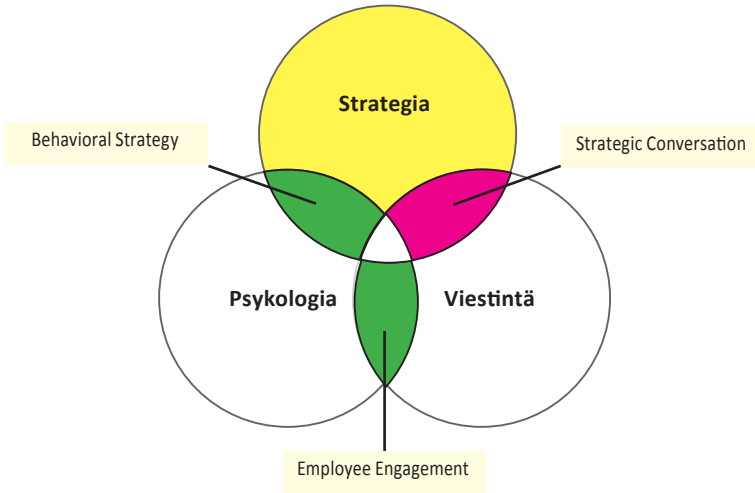 Strategia
Behavioral Strategy
Strategic Conversation
Psykologia
Viestintä
Employee Engagement